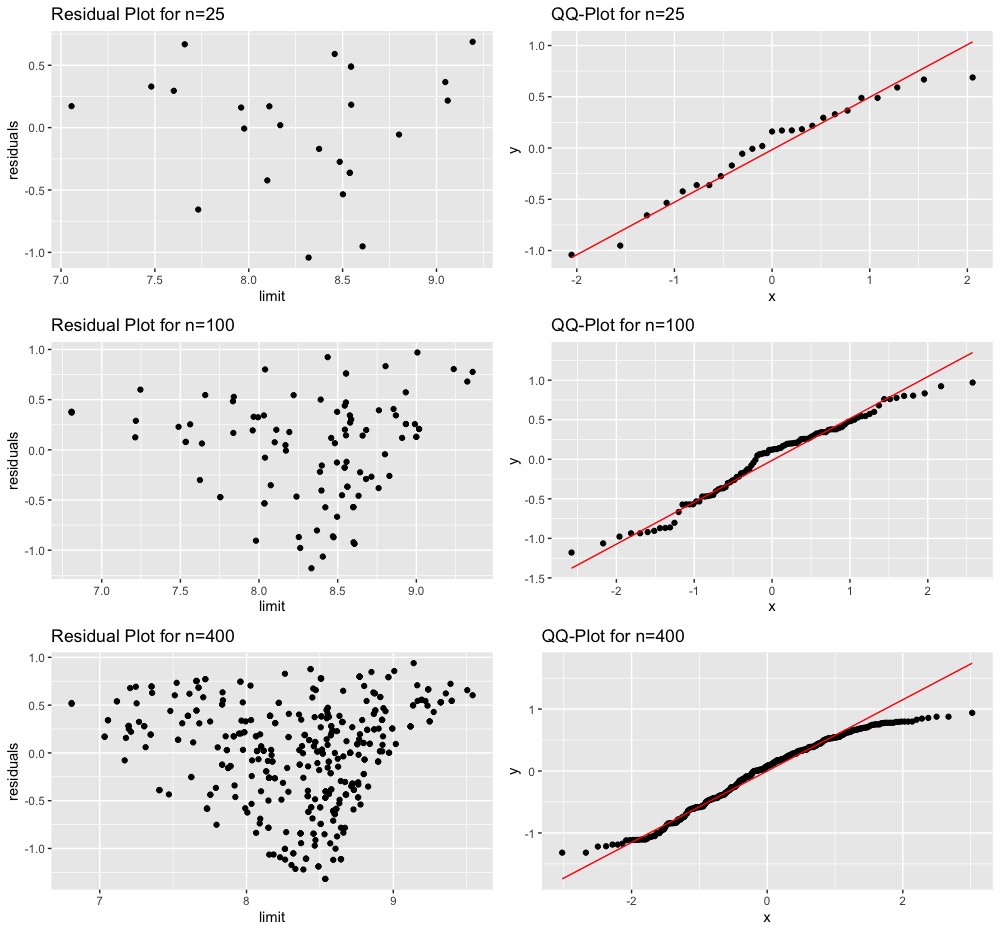 Residual Plot for n=25
residuals
0.5
0.0
-0.5
-1.0
7.0 7.5 8.0 8.5 9.0
limit
QQ-Plot for n=25
y
1.0
0.5
0.0
-0.5
-1.0
-2 -1 0 1 2
x
Residual Plot for n=100
residuals
1.0
0.5
0.0
-0.5
-1.0
7.0 7.5 8.0 8.5 9.0
limit
QQ-Plot for n=100
y
1.0
0.5
0.0
-0.5
-1.0
-1.5
-2 -1 0 1 2
x
Residual Plot for n=400
residuals
1.0
0.5
0.0
-0.5
-1.0
7 8 9
limit
QQ-Plot for n=400
y
1
0
-1
-2 0 2
x